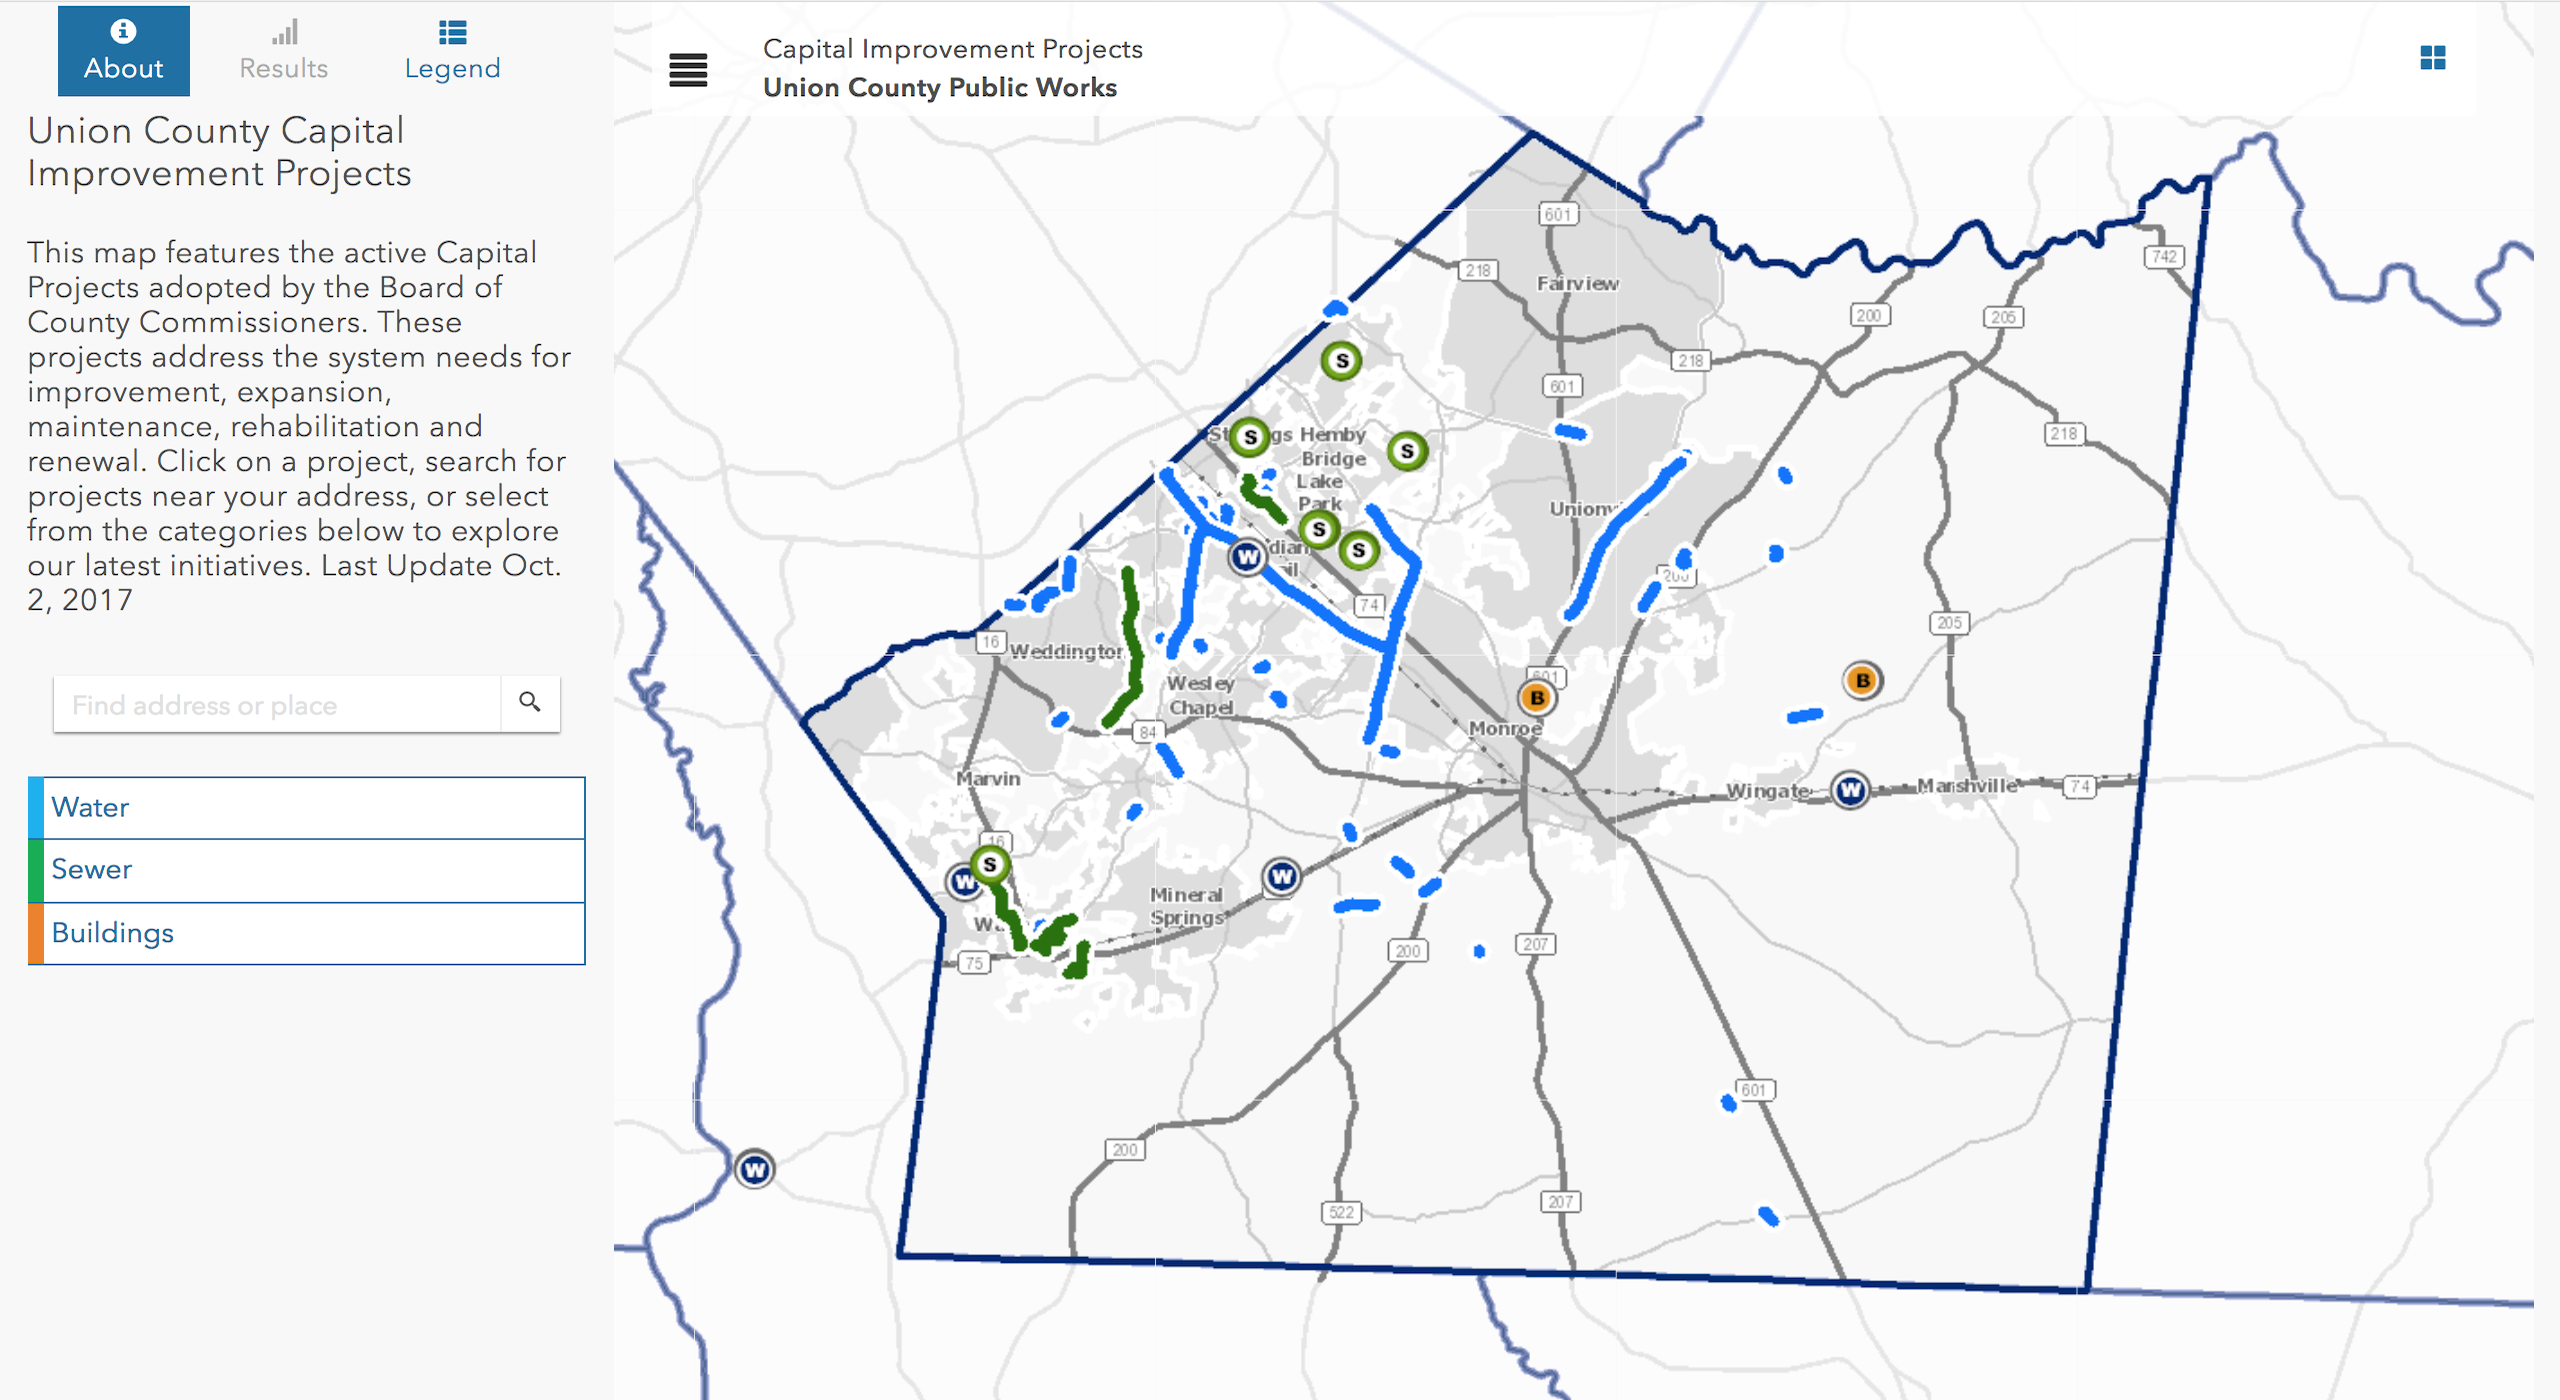 About
Results
Legend
Union County Capital
Improvement Projects
This map features the active Capital
Projects adopted by the Board of
County Commissioners. These
projects address the system needs for
improvement, expansion,
maintenance, rehabilitation and
renewal. Click on a project, search for
projects near your address, or select
from the categories below to explore
our latest initiatives. Last Update Oct.
2, 2017
Find address or place
Water
Sewer
Buildings
Capital Improvement Projects
Union County Public Works
601
742
218
Fairview
200
205
S
218
601
218
S
Hemby
S
Bridge
Lake
Park
S
S
W
74
205
16
Weddington
601
B
B
Wesley
Chapel
84
Monroe
Marvin
Wingate
W
Marshville
74
16
S
W
W
Mineral
Springs
75
200
207
601
200
W
522
207